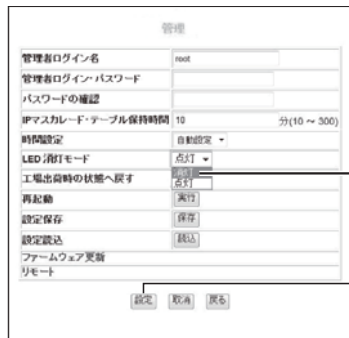 管理
管理者ログイン名 root
管理者ログイン・パスワード
パスワードの確認
IPマスカレード・テーブル保持時間 10 分(10 ~ 300)
時間設定 自動設定
LED 消灯モード 点灯
消灯
工場出荷時の状態へ戻す 点灯
再起動 実行
設定保存 保存
設定読込 読込
ファームウェア更新
リモート
設定 取消 戻る